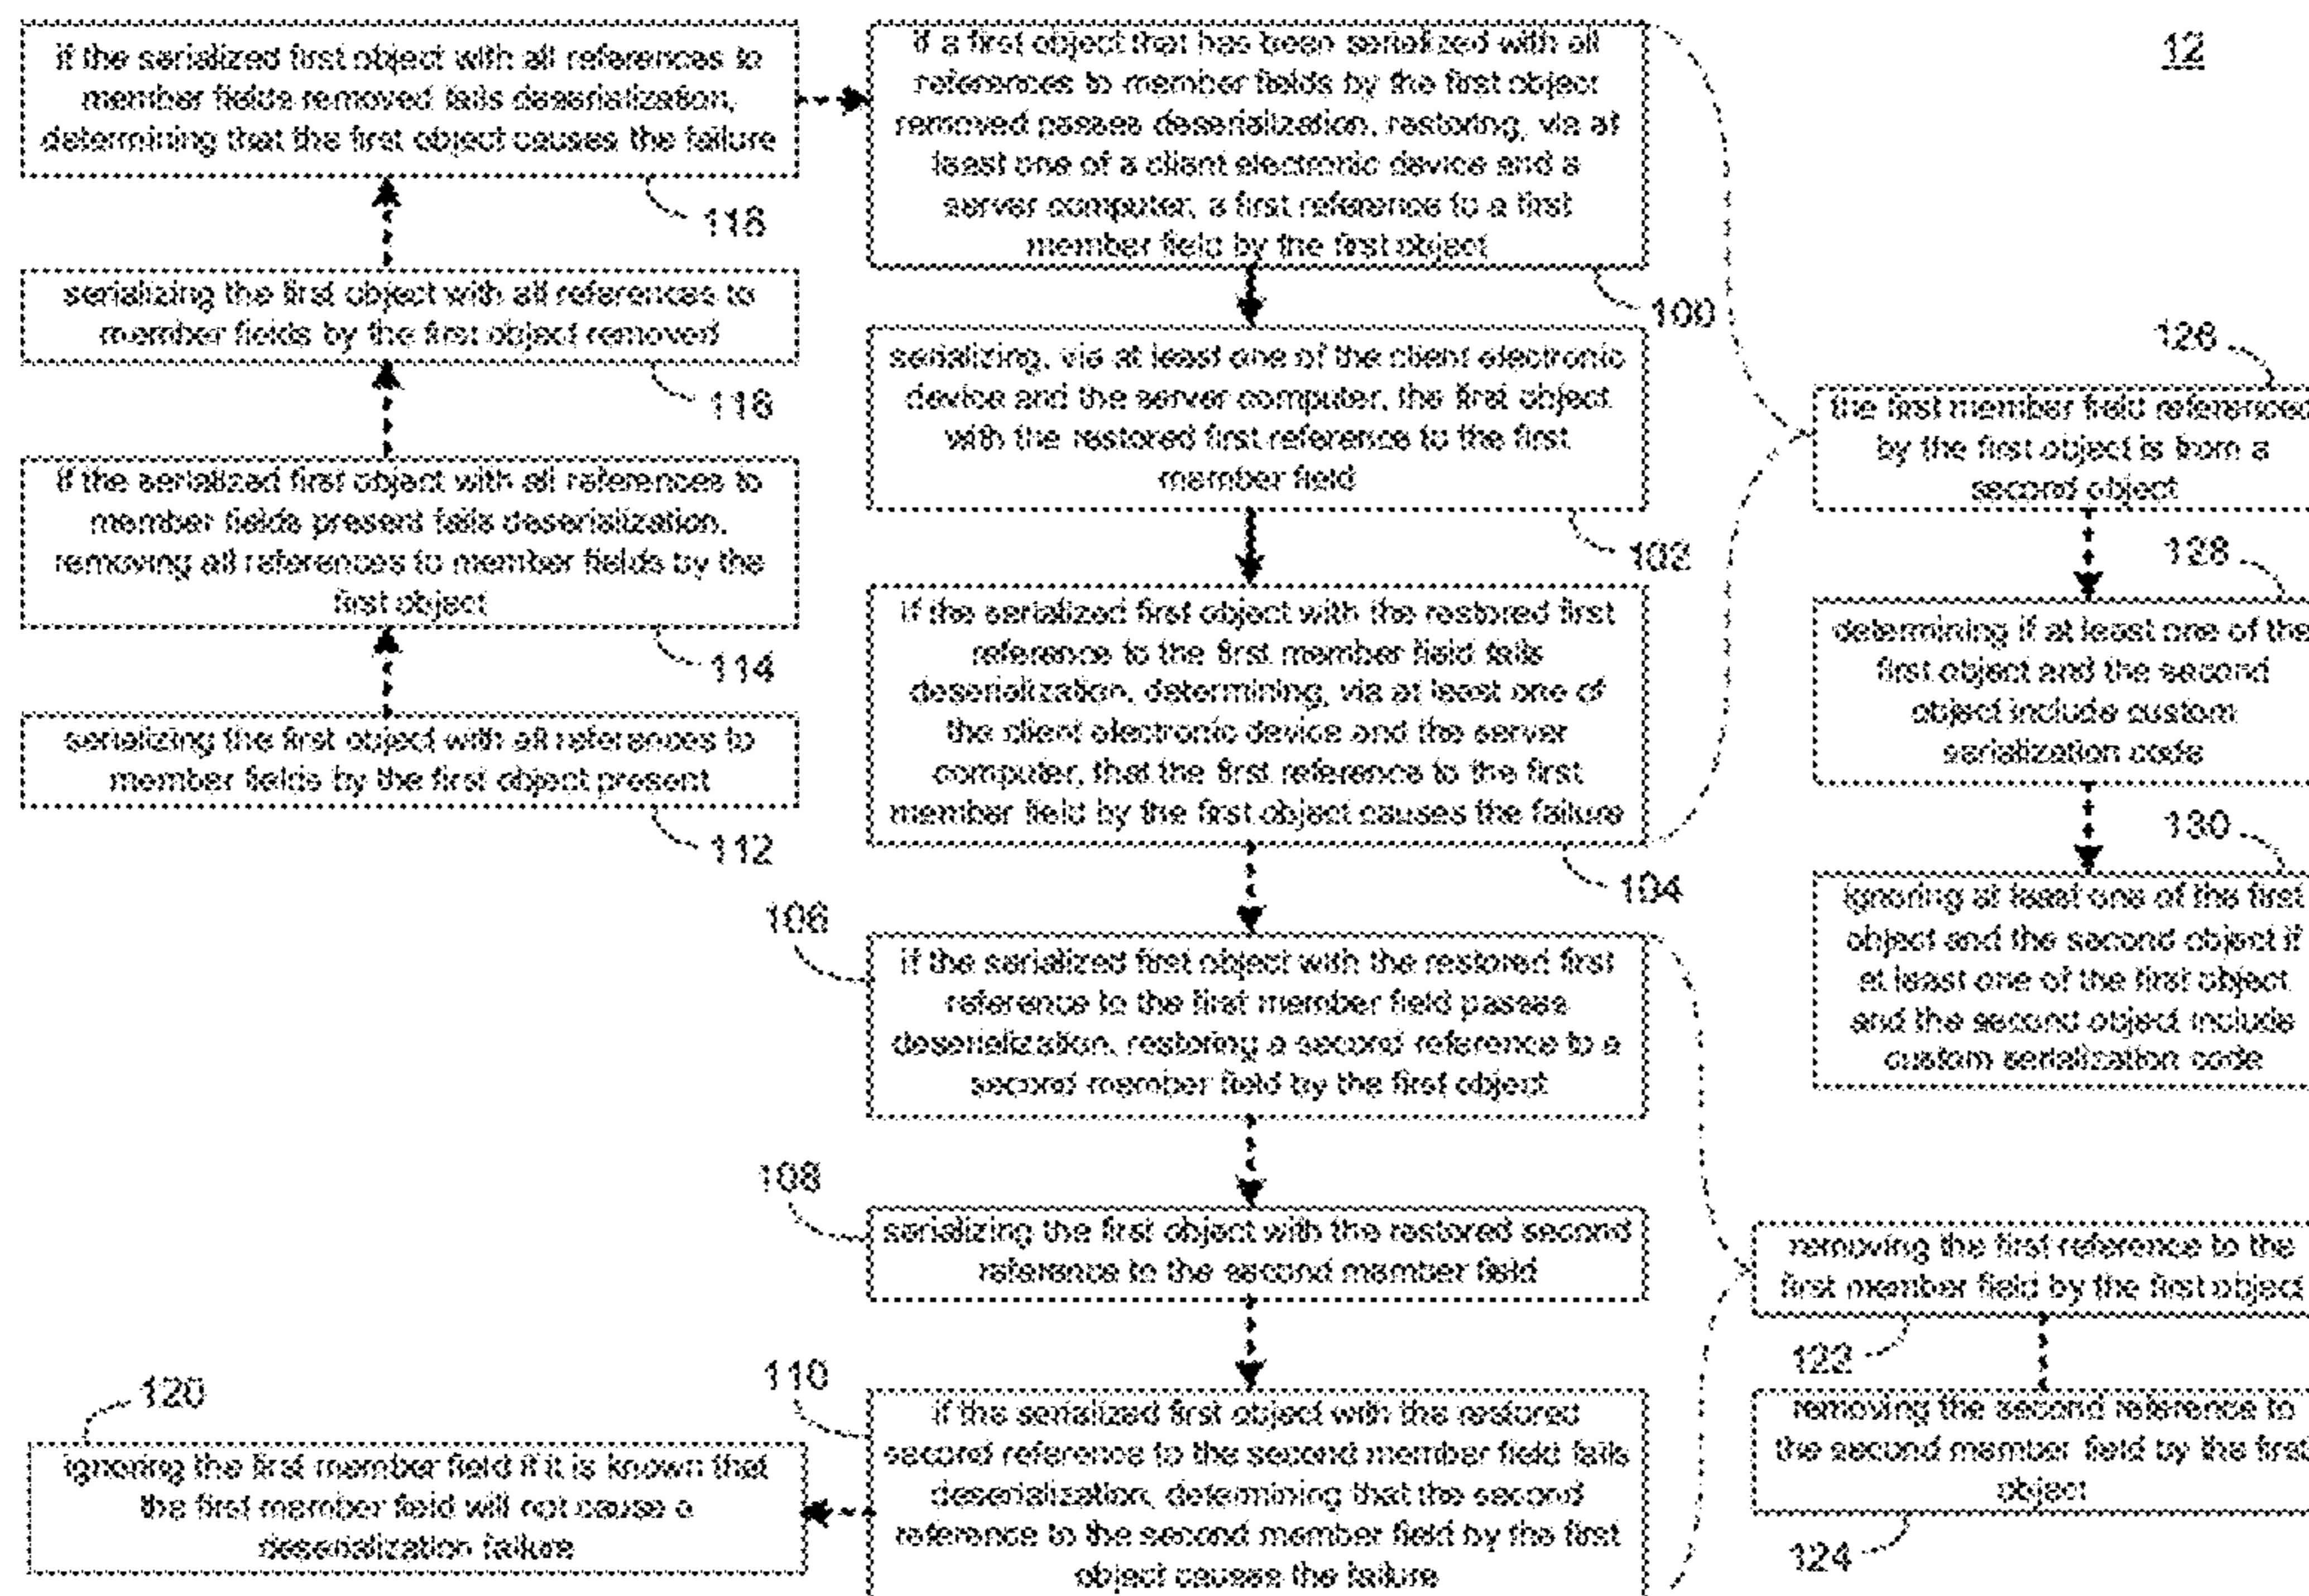 12
if the serialized first object with all references to
member fields removed fails deserialization,
determining that the first object causes the failure
118
serializing the first object with all references to
member fields by the first object removed
116
if the serialized first object with all references to
member fields present fails deserialization,
removing all references to member fields by the
first object
114
serializing the first object with all references to
member fields by the first object present
112
if a first object that has been serialized with all
references to member fields by the first object
removed passes deserialization, restoring, via at
least one of a client electronic device and a
server computer, a first reference to a first
member field by the first object
100
serializing, via at least one of the client electronic
device and the server computer, the first object
with the restored first reference to the first
member field
102
if the serialized first object with the restored first
reference to the first member field fails
deserialization, determining, via at least one of
the client electronic device and the server
computer, that the first reference to the first
member field by the first object causes the failure
104
106
if the serialized first object with the restored first
reference to the first member field passes
deserialization, restoring a second reference to a
second member field by the first object
108
serializing the first object with the restored second
reference to the second member field
110
if the serialized first object with the restored
second reference to the second member field fails
deserialization, determining that the second
reference to the second member field by the first
object causes the failure
120
ignoring the first member field if it is known that
the first member field will not cause a
deserialization failure
126
the first member field referenced
by the first object is from a
second object
128
determining if at least one of the
first object and the second
object include custom
serialization code
130
ignoring at least one of the first
object and the second object if
at least one of the first object
and the second object include
custom serialization code
removing the first reference to the
first member field by the first object
122
removing the second reference to
the second member field by the first
object
124